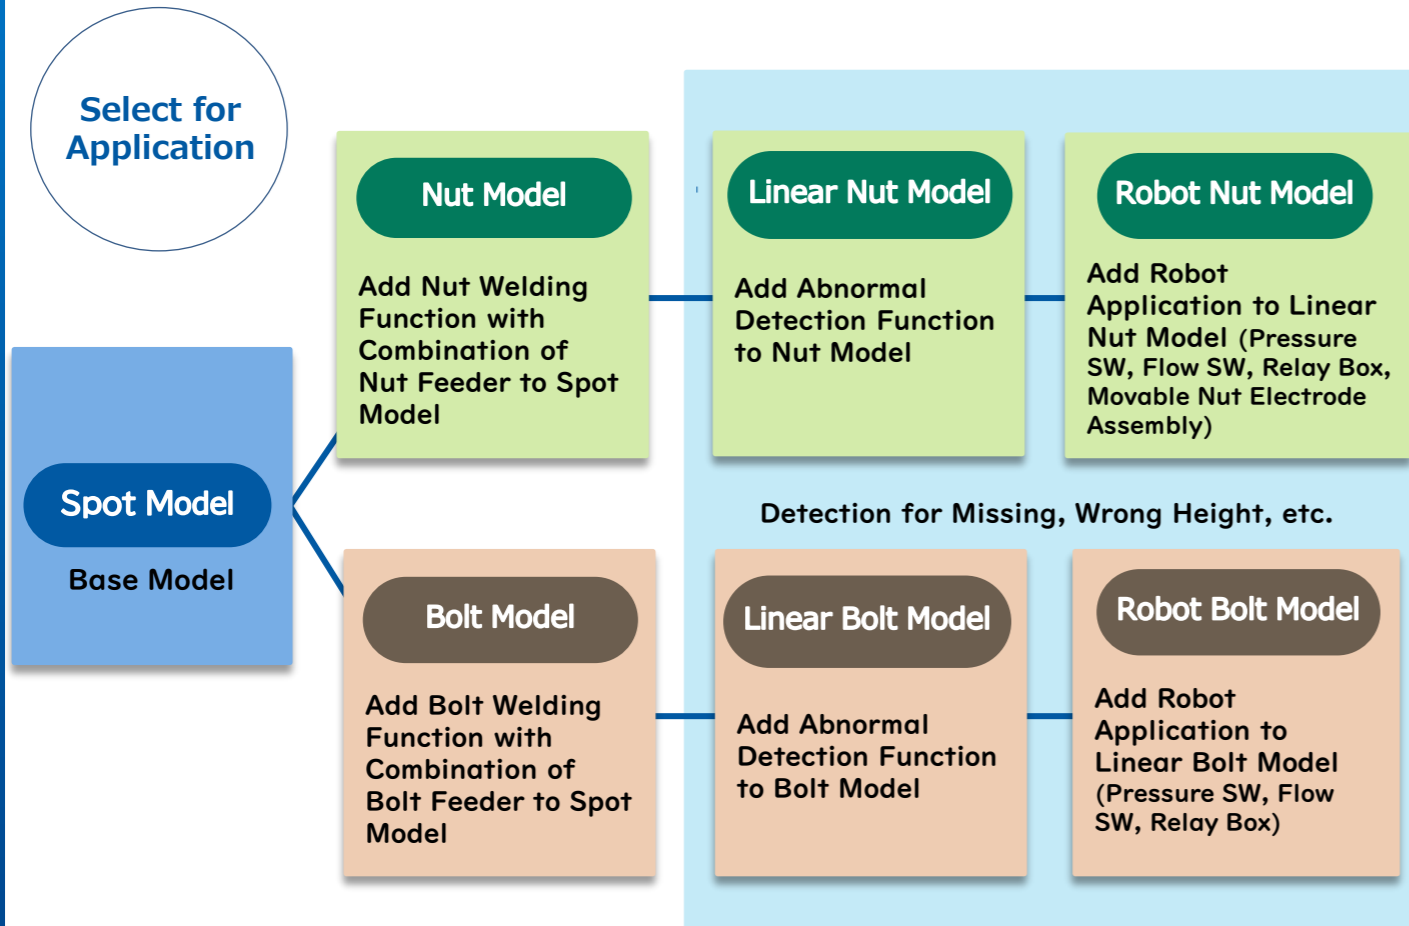 Select for
Application
Nut Model
Add Nut Welding
Function with
Combination of
Nut Feeder to Spot
Model
Linear Nut Model
Add Abnormal
Detection Function
to Nut Model
Robot Nut Model
Add Robot
Application to Linear
Nut Model (Pressure
SW, Flow SW, Relay Box,
Movable Nut Electrode
Assembly)
Spot Model
Base Model
Detection for Missing, Wrong Height, etc.
Bolt Model
Add Bolt Welding
Function with
Combination of
Bolt Feeder to Spot
Model
Linear Bolt Model
Add Abnormal
Detection Function
to Bolt Model
Robot Bolt Model
Add Robot
Application to
Linear Bolt Model
(Pressure SW, Flow
SW, Relay Box)